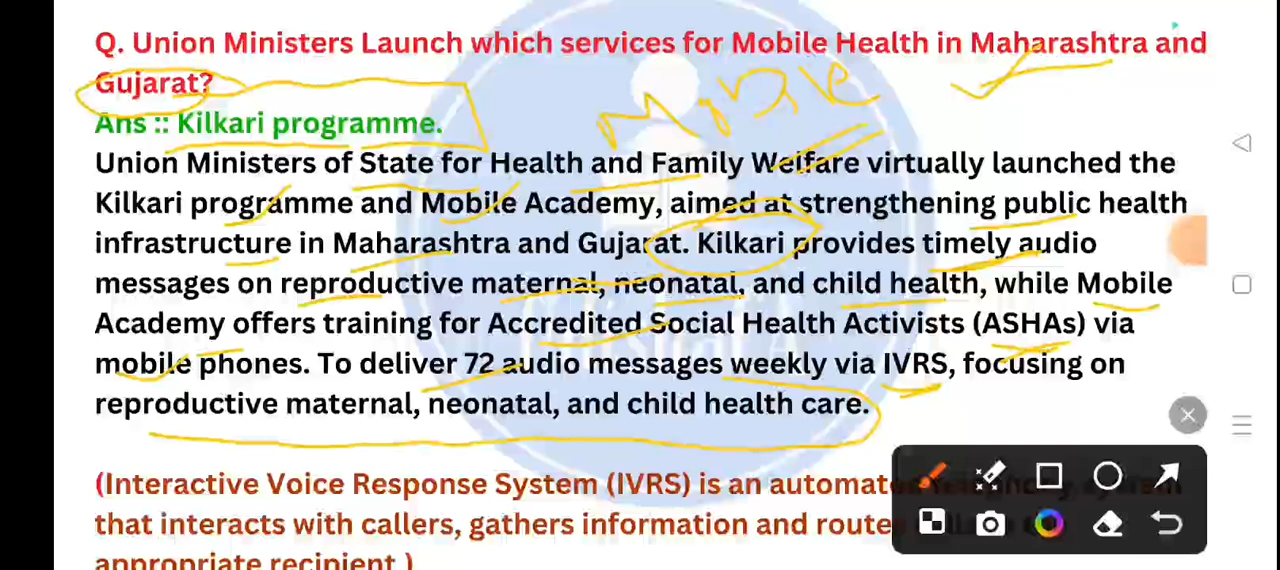 Q. Union Ministers Launch which services for Mobile Health in Maharashtra and
Gujarat?
Ans :: Kilkari programme.
Mobile
Union Ministers of State for Health and Family Welfare virtually launched the
Kilkari programme and Mobile Academy, aimed at strengthening public health
infrastructure in Maharashtra and Gujarat. Kilkari provides timely audio
messages on reproductive maternal, neonatal, and child health, while Mobile
Academy offers training for Accredited Social Health Activists (ASHAs) via
mobile phones. To deliver 72 audio messages weekly via IVRS, focusing on
reproductive maternal, neonatal, and child health care.
(Interactive Voice Response System (IVRS) is an automated
that interacts with callers, gathers information and routes
appropriate recipient.)